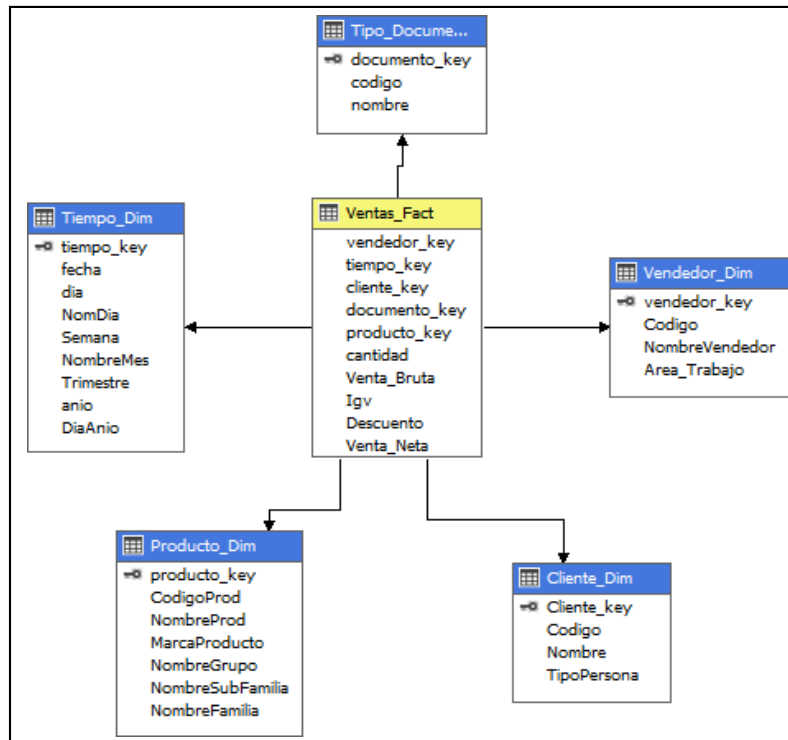 Tipo_Docume...
documento_key
codigo
nombre
Tiempo_Dim
tiempo_key
fecha
dia
NomDia
Semana
NombreMes
Trimestre
anio
DiaAnio
Ventas_Fact
vendedor_key
tiempo_key
cliente_key
documento_key
producto_key
cantidad
Venta_Bruta
Igv
Descuento
Venta_Neta
Vendedor_Dim
vendedor_key
Codigo
NombreVendedor
Area_Trabajo
Producto_Dim
producto_key
CodigoProd
NombreProd
MarcaProducto
NombreGrupo
NombreSubFamilia
NombreFamilia
Cliente_Dim
Cliente_key
Codigo
Nombre
TipoPersona